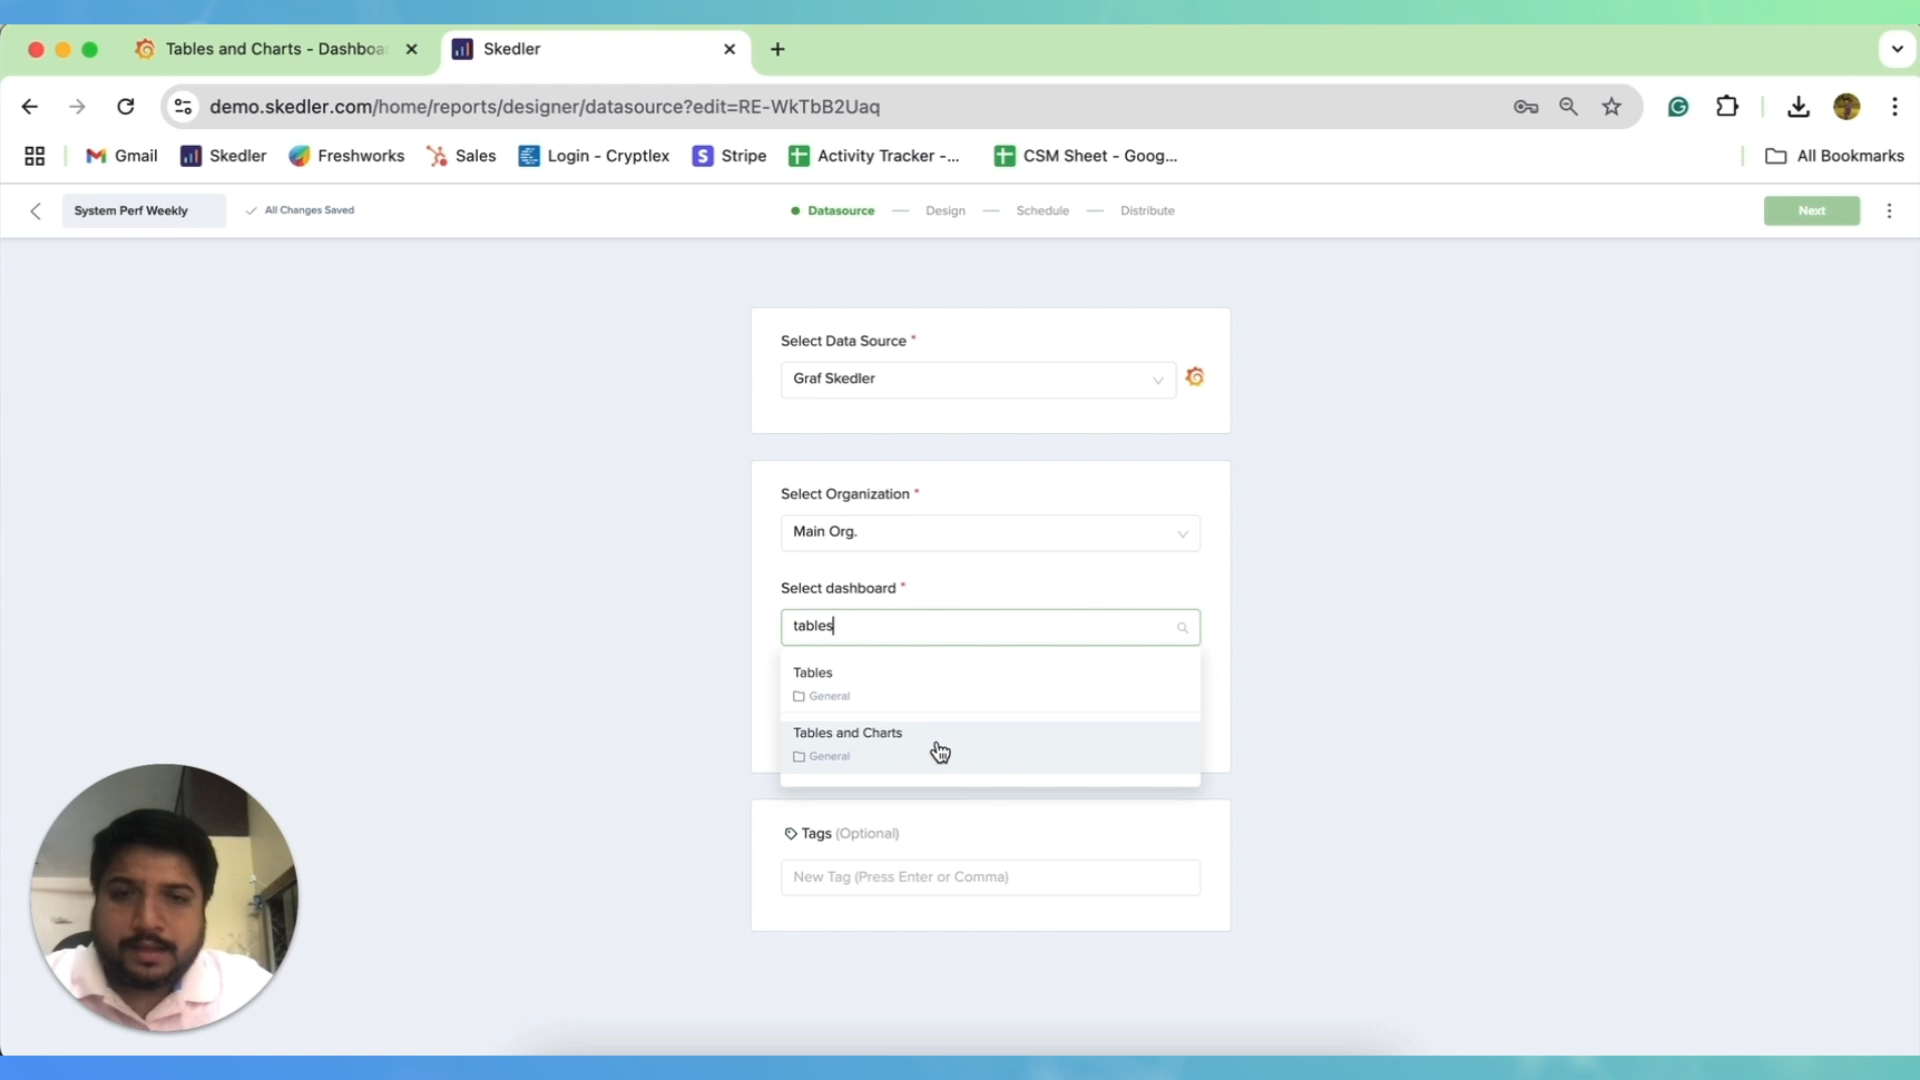 Tables and Charts - Dashboa
Skedler
demo.skedler.com/home/reports/designer/datasource?edit=RE-WkTbB2Uaq
Gmail
Skedler
Freshworks
Sales
Login - Cryptlex
Stripe
Activity Tracker -...
CSM Sheet - Goog...
All Bookmarks
System Perf Weekly
All Changes Saved
Datasource
Design
Schedule
Distribute
Next
Select Data Source *
Graf Skedler
Select Organization *
Main Org.
Select dashboard *
tables
Tables
General
Tables and Charts
General
Tags (Optional)
New Tag (Press Enter or Comma)